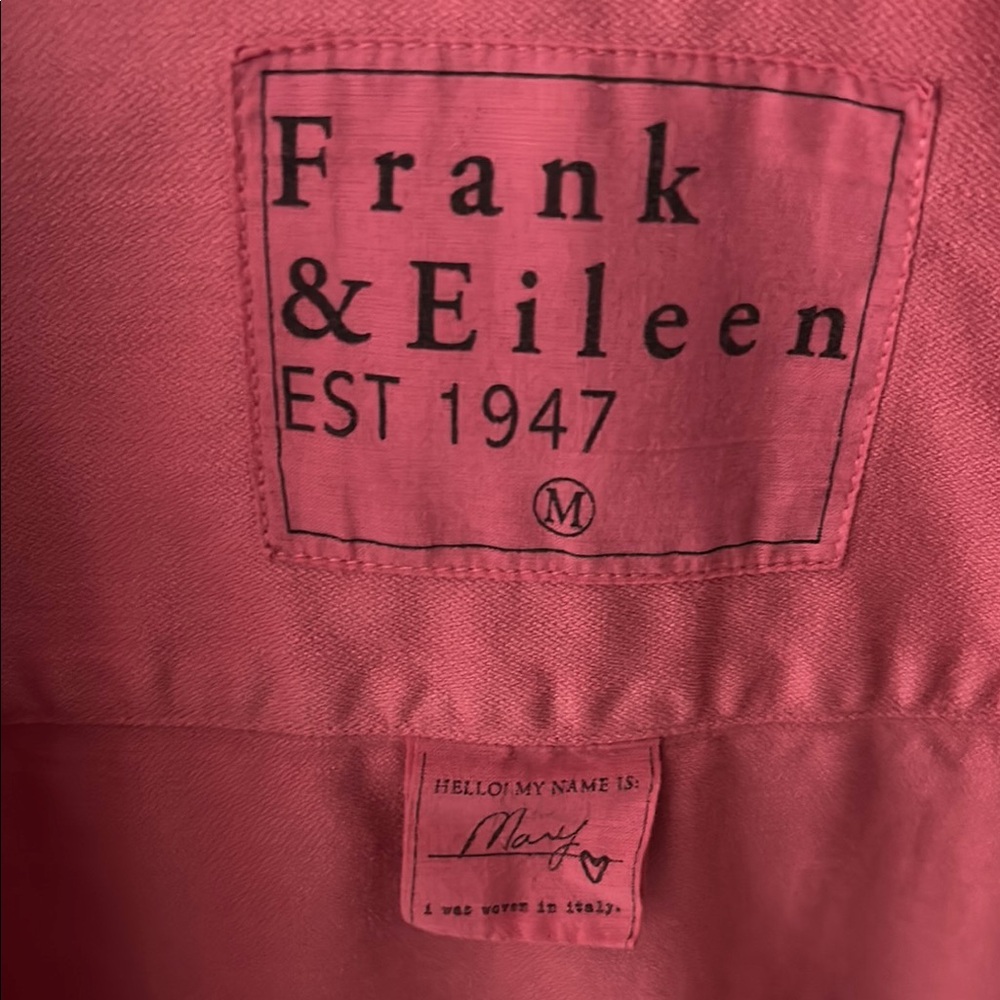 Frank
& Eileen
EST 1947
M
HELLO! MY NAME IS:
Mary
i was woven in italy.